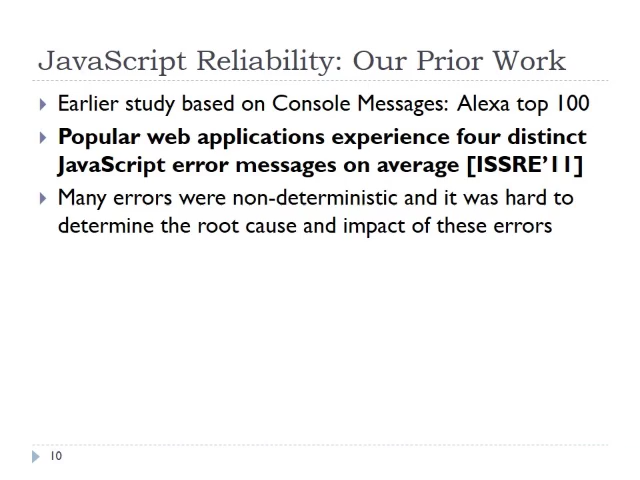 JavaScript Reliability: Our Prior Work
Earlier study based on Console Messages: Alexa top 100
Popular web applications experience four distinct
JavaScript error messages on average [ISSRE'11]
Many errors were non-deterministic and it was hard to
determine the root cause and impact of these errors
10